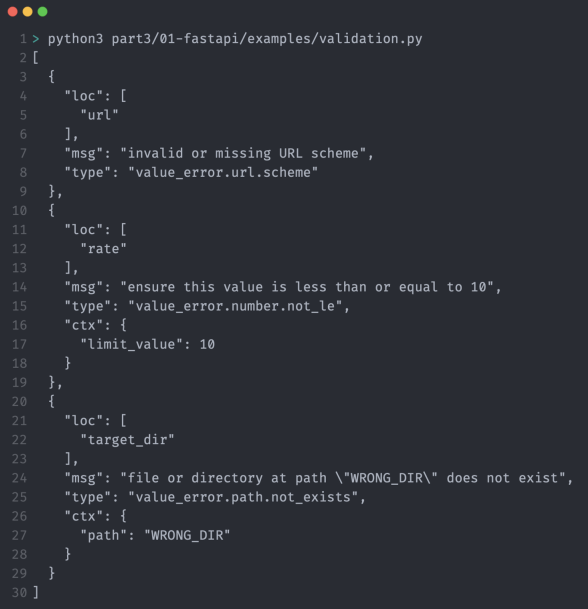 1 > python3 part3/01-fastapi/examples/validation.py
2 [
3   {
4     "loc": [
5       "url"
6     ],
7     "msg": "invalid or missing URL scheme",
8     "type": "value_error.url.scheme"
9   },
10   {
11     "loc": [
12       "rate"
13     ],
14     "msg": "ensure this value is less than or equal to 10",
15     "type": "value_error.number.not_le",
16     "ctx": {
17       "limit_value": 10
18     }
19   },
20   {
21     "loc": [
22       "target_dir"
23     ],
24     "msg": "file or directory at path \"WRONG_DIR\" does not exist",
25     "type": "value_error.path.not_exists",
26     "ctx": {
27       "path": "WRONG_DIR"
28     }
29   }
30 ]